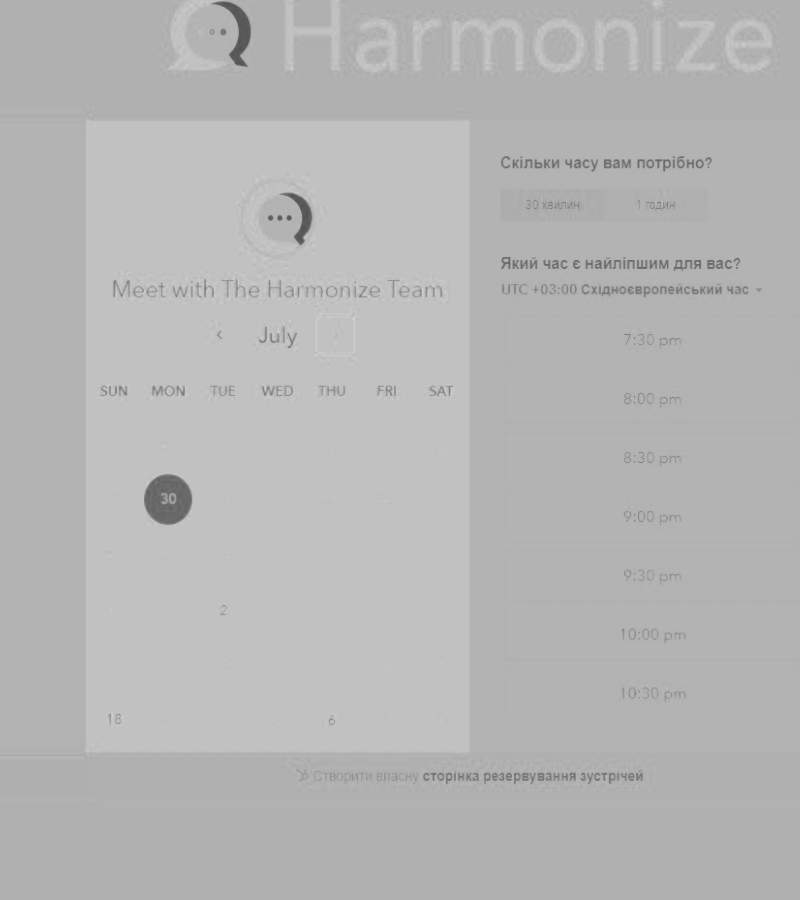 Harmonize
Meet with The Harmonize Team
July
SUN MON TUE WED THU FRI SAT
30
2
18 6
Скільки часу вам потрібно?
30 хвилин 1 годин
Який час є найліпшим для вас?
UTC +03:00 Східноєвропейський час
7:30 pm
8:00 pm
8:30 pm
9:00 pm
9:30 pm
10:00 pm
10:30 pm
Створити власну сторінка резервування зустрічей